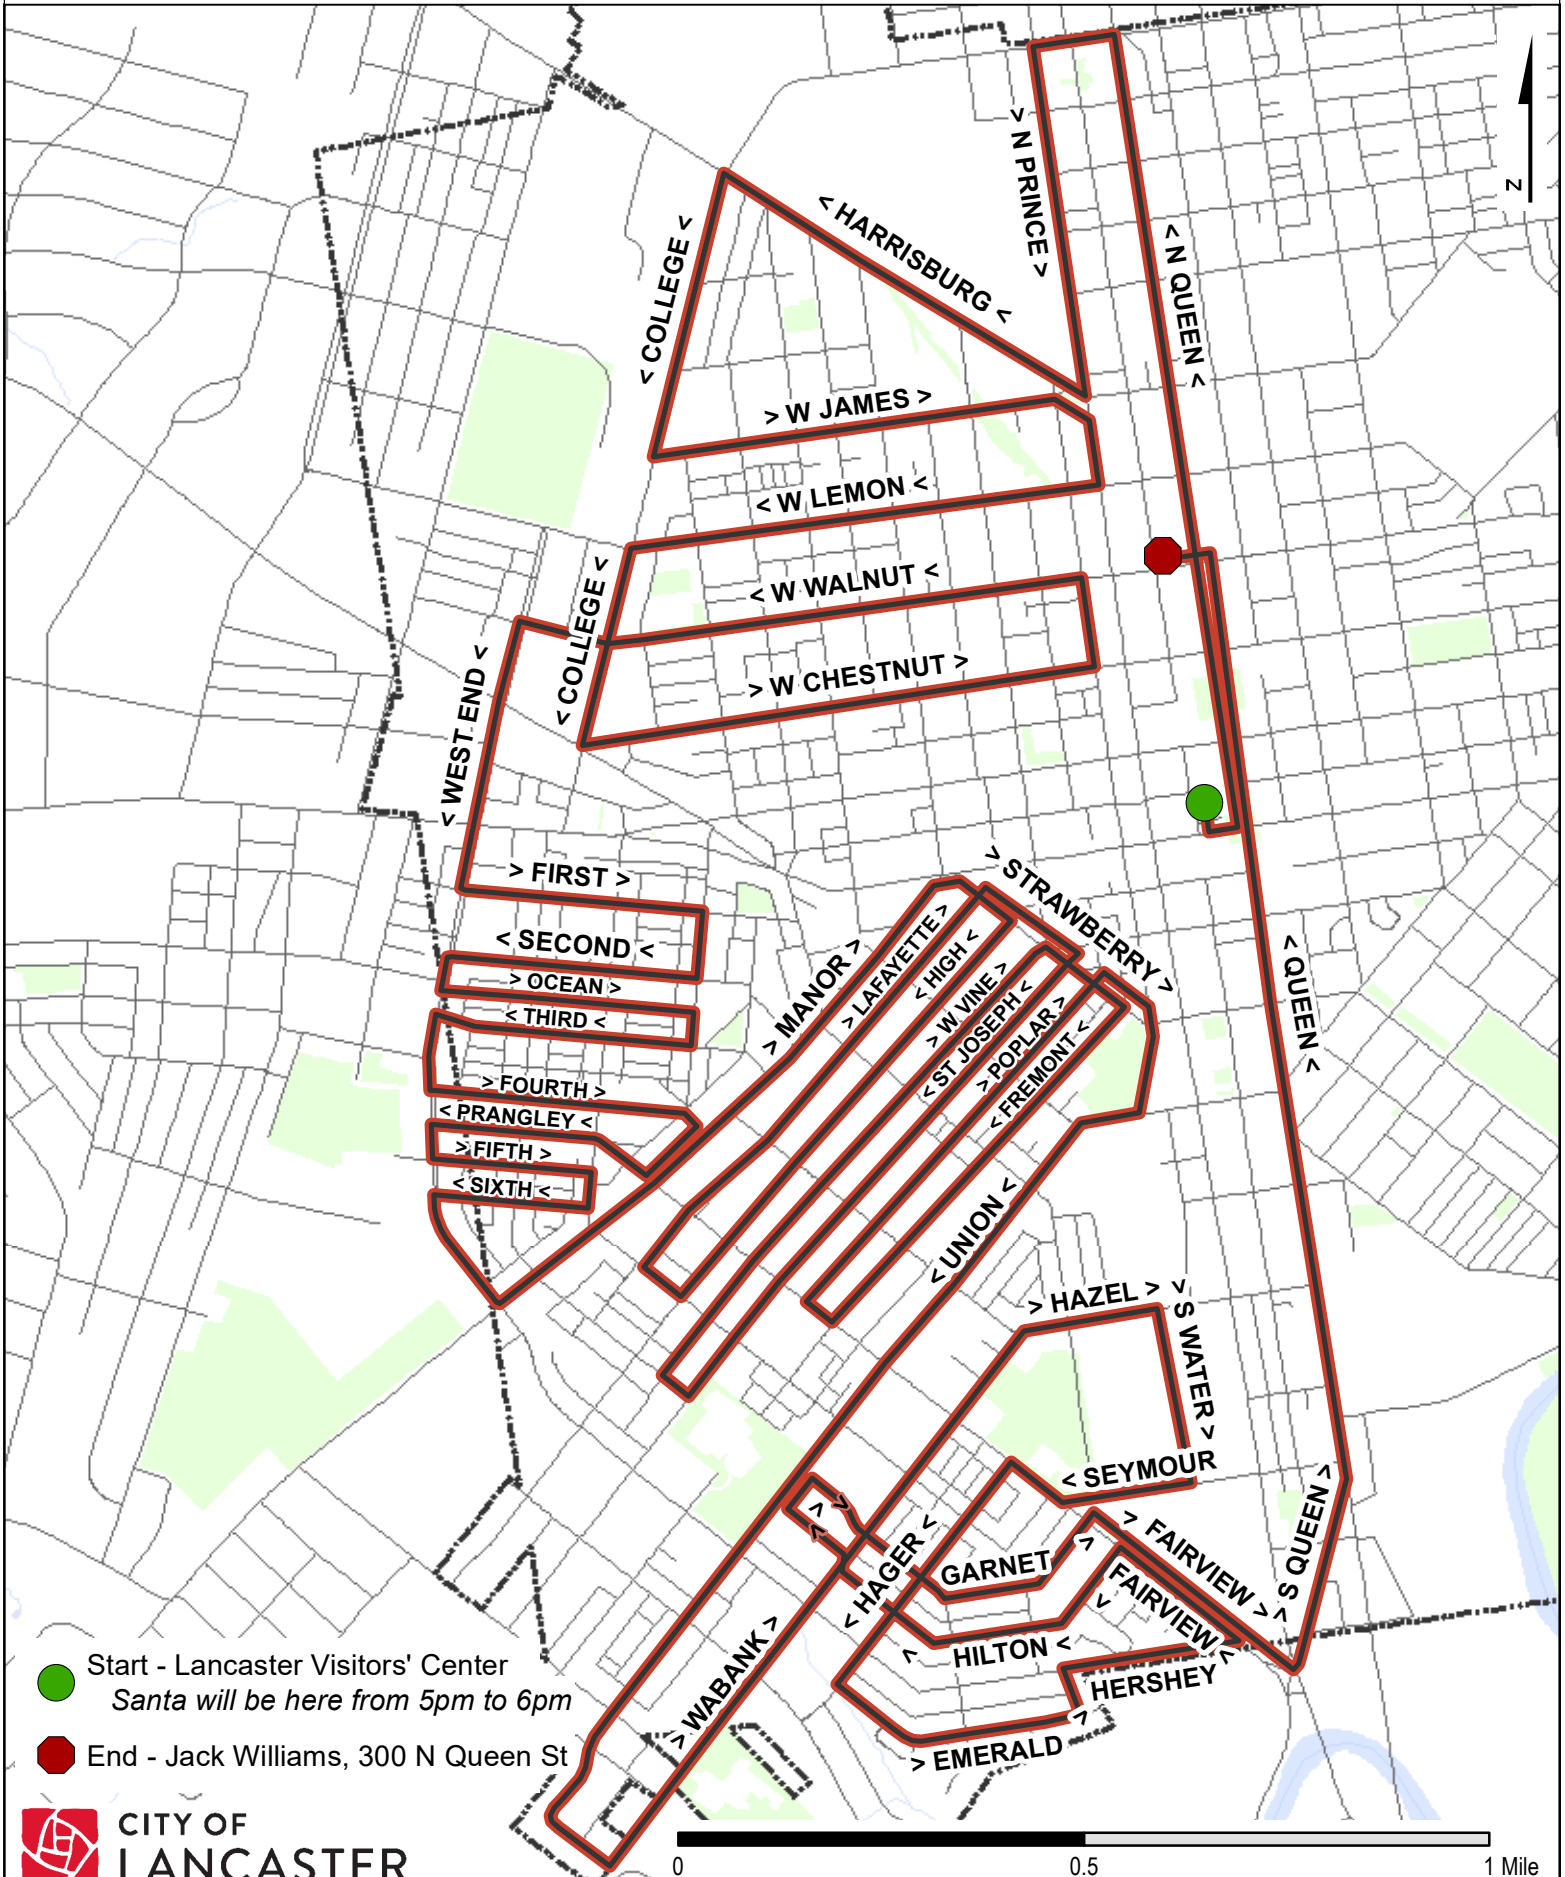 > N PRINCE >
z
< HARRISBURG <
< COLLEGE <
< N QUEEN <
> W JAMES >
< W LEMON <
< COLLEGE <
< W WALNUT <
> W CHESTNUT >
< WEST END <
> FIRST >
> STRAWBERRY >
< SECOND <
> OCEAN >
< THIRD <
> MANOR >
> LAFAYETTE >
< HIGH <
> W VINE >
< ST JOSEPH <
> POPLAR >
< FREMONT <
< QUEEN <
> FOURTH >
< PRANGLEY <
> FIFTH >
< SIXTH <
< UNION <
> HAZEL >
> S WATER >
< SEYMOUR
> S QUEEN >
< HAGER <
GARNET
> FAIRVIEW >
FAIRVIEW
HILTON <
HERSHEY
> WABANK >
> EMERALD
Start - Lancaster Visitors' Center
Santa will be here from 5pm to 6pm
End - Jack Williams, 300 N Queen St
CITY OF
LANCASTER
0 0.5 1 Mile